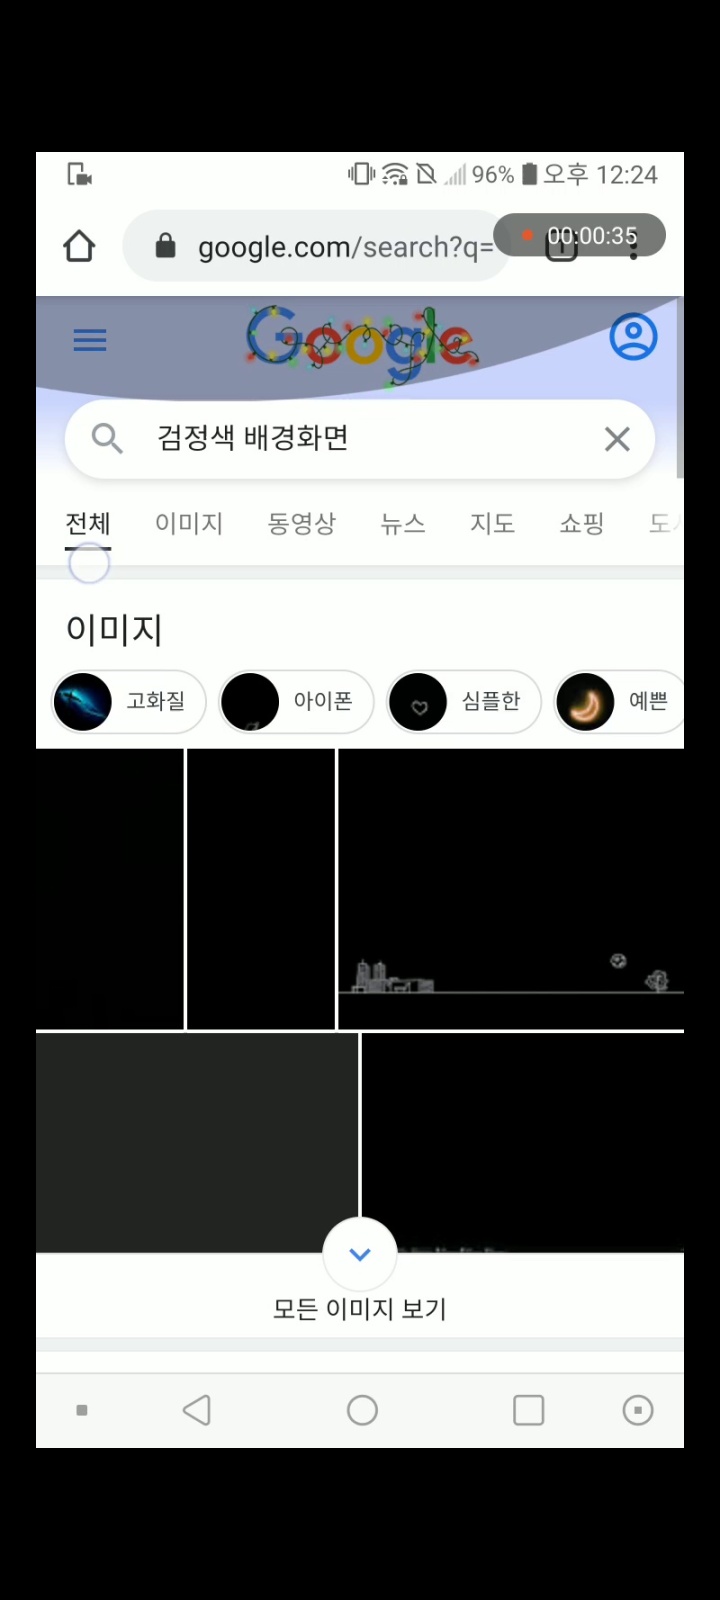 96% 오후 12:24
google.com/search?q=
00:00:35
Google
검정색 배경화면
전체 이미지 동영상 뉴스 지도 쇼핑
이미지
고화질 아이폰 심플한 예쁜
모든 이미지 보기